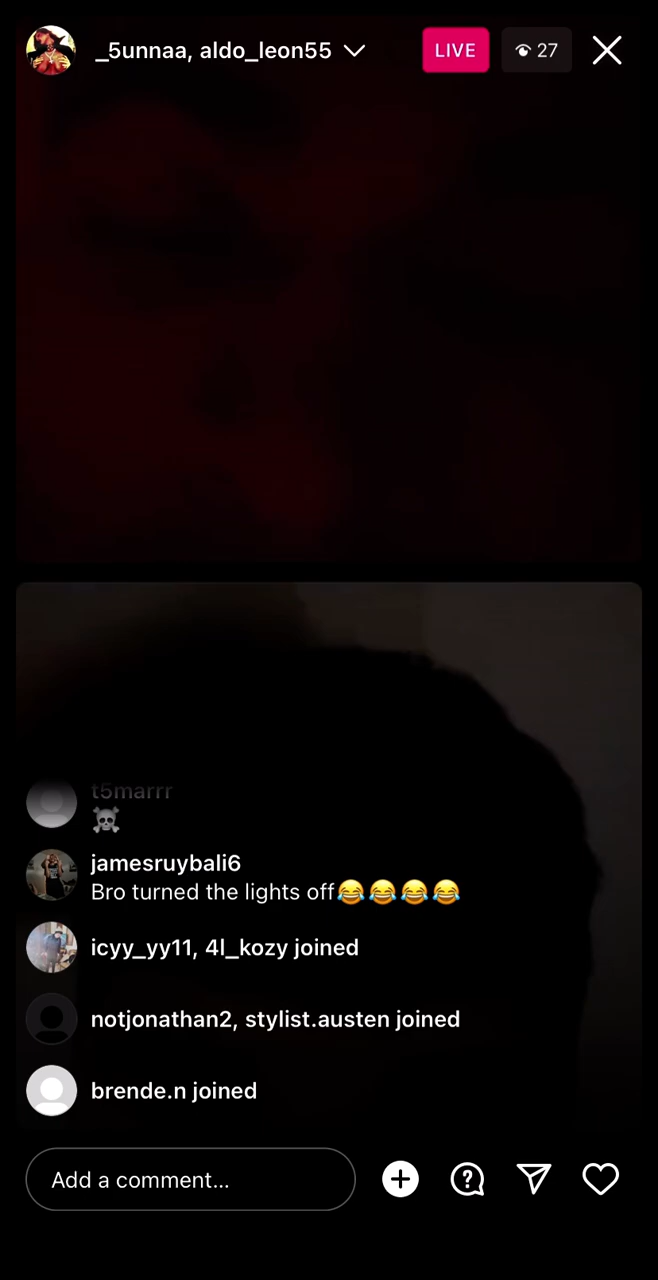 _5unnaa, aldo_leon55
LIVE
27
t5marrr
☠️
jamesruybali6
Bro turned the lights off😂😂😂😂
icyy_yy11, 4l_kozy joined
notjonathan2, stylist.austen joined
brende.n joined
Add a comment...